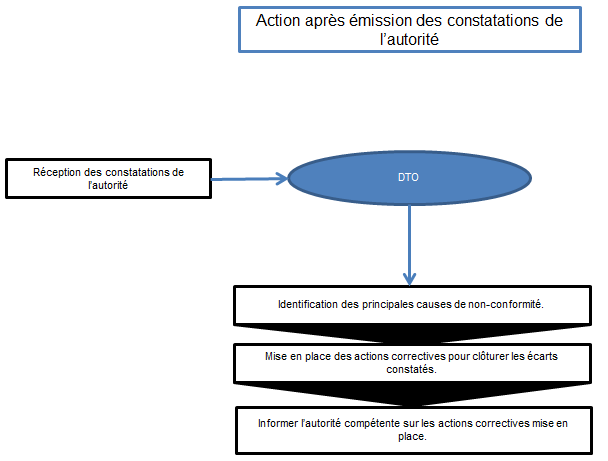 Action après émission des constatations de
l'autorité
Réception des constatations de
l'autorité
DTO
Identification des principales causes de non-conformité.
Mise en place des actions correctives pour clôturer les écarts
constatés.
Informer l'autorité compétente sur les actions correctives mise en
place.